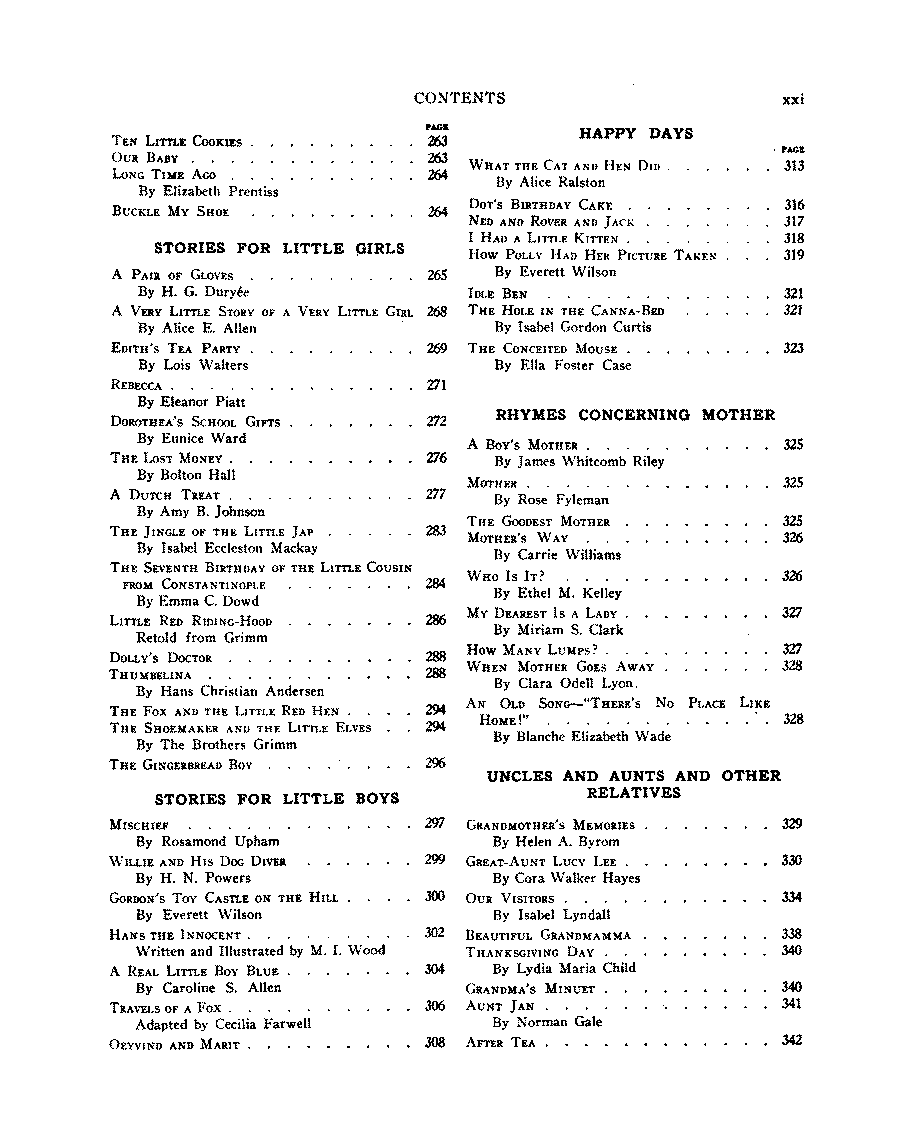 CONTENTS xxi
PAGE
TEN LITTLE COOKIES . . . . . . . . . 263
OUR BABY . . . . . . . . . . . . 263
LONG TIME AGO . . . . . . . . . . 264
By Elizabeth Prentiss
BUCKLE MY SHOE . . . . . . . . . 264
STORIES FOR LITTLE GIRLS
A PAIR OF GLOVES . . . . . . . . . 265
By H. G. Duryée
A VERY LITTLE STORY OF A VERY LITTLE GIRL 268
By Alice E. Allen
EDITH'S TEA PARTY . . . . . . . . . 269
By Lois Walters
REBECCA . . . . . . . . . . . . . 271
By Eleanor Piatt
DOROTHEA'S SCHOOL GIFTS . . . . . . . 272
By Eunice Ward
THE LOST MONEY . . . . . . . . . . 276
By Bolton Hall
A DUTCH TREAT . . . . . . . . . . 277
By Amy B. Johnson
THE JINGLE OF THE LITTLE JAP . . . . . 283
By Isabel Eccleston Mackay
THE SEVENTH BIRTHDAY OF THE LITTLE COUSIN
FROM CONSTANTINOPLE . . . . . . . 284
By Emma C. Dowd
LITTLE RED RIDING-HOOD . . . . . . . 286
Retold from Grimm
DOLLY'S DOCTOR . . . . . . . . . . 288
THUMBELINA . . . . . . . . . . . 288
By Hans Christian Andersen
THE FOX AND THE LITTLE RED HEN . . . . 294
THE SHOEMAKER AND THE LITTLE ELVES . . 294
By The Brothers Grimm
THE GINGERBREAD BOY . . . . . . . . 296
STORIES FOR LITTLE BOYS
MISCHIEF . . . . . . . . . . . . 297
By Rosamond Upham
WILLIE AND HIS DOG DIVER . . . . . . 299
By H. N. Powers
GORDON'S TOY CASTLE ON THE HILL . . . . 300
By Everett Wilson
HANS THE INNOCENT . . . . . . . . . 302
Written and Illustrated by M. I. Wood
A REAL LITTLE BOY BLUE . . . . . . . 304
By Caroline S. Allen
TRAVELS OF A FOX . . . . . . . . . . 306
Adapted by Cecilia Farwell
OEYVIND AND MARIT . . . . . . . . . 308
HAPPY DAYS
PAGE
WHAT THE CAT AND HEN DID . . . . . . 313
By Alice Ralston
DOT'S BIRTHDAY CAKE . . . . . . . . 316
NED AND ROVER AND JACK . . . . . . . 317
I HAD A LITTLE KITTEN . . . . . . . . 318
HOW POLLY HAD HER PICTURE TAKEN . . . 319
By Everett Wilson
IDLE BEN . . . . . . . . . . . . 321
THE HOLE IN THE CANNA-BED . . . . . 321
By Isabel Gordon Curtis
THE CONCEITED MOUSE . . . . . . . . 323
By Ella Foster Case
RHYMES CONCERNING MOTHER
A BOY'S MOTHER . . . . . . . . . . 325
By James Whitcomb Riley
MOTHER . . . . . . . . . . . . . 325
By Rose Fyleman
THE GOODEST MOTHER . . . . . . . . 325
MOTHER'S WAY . . . . . . . . . . 326
By Carrie Williams
WHO IS IT? . . . . . . . . . . . 326
By Ethel M. Kelley
MY DEAREST IS A LADY . . . . . . . . 327
By Miriam S. Clark
HOW MANY LUMPS? . . . . . . . . . 327
WHEN MOTHER GOES AWAY . . . . . . 328
By Clara Odell Lyon.
AN OLD SONG—"THERE'S NO PLACE LIKE
HOME!" . . . . . . . . . . . . 328
By Blanche Elizabeth Wade
UNCLES AND AUNTS AND OTHER
RELATIVES
GRANDMOTHER'S MEMORIES . . . . . . . 329
By Helen A. Byrom
GREAT-AUNT LUCY LEE . . . . . . . . 330
By Cora Walker Hayes
OUR VISITORS . . . . . . . . . . . 334
By Isabel Lyndall
BEAUTIFUL GRANDMAMMA . . . . . . . 338
THANKSGIVING DAY . . . . . . . . . 340
By Lydia Maria Child
GRANDMA'S MINUET . . . . . . . . . 340
AUNT JAN . . . . . . . . . . . . 341
By Norman Gale
AFTER TEA . . . . . . . . . . . . 342